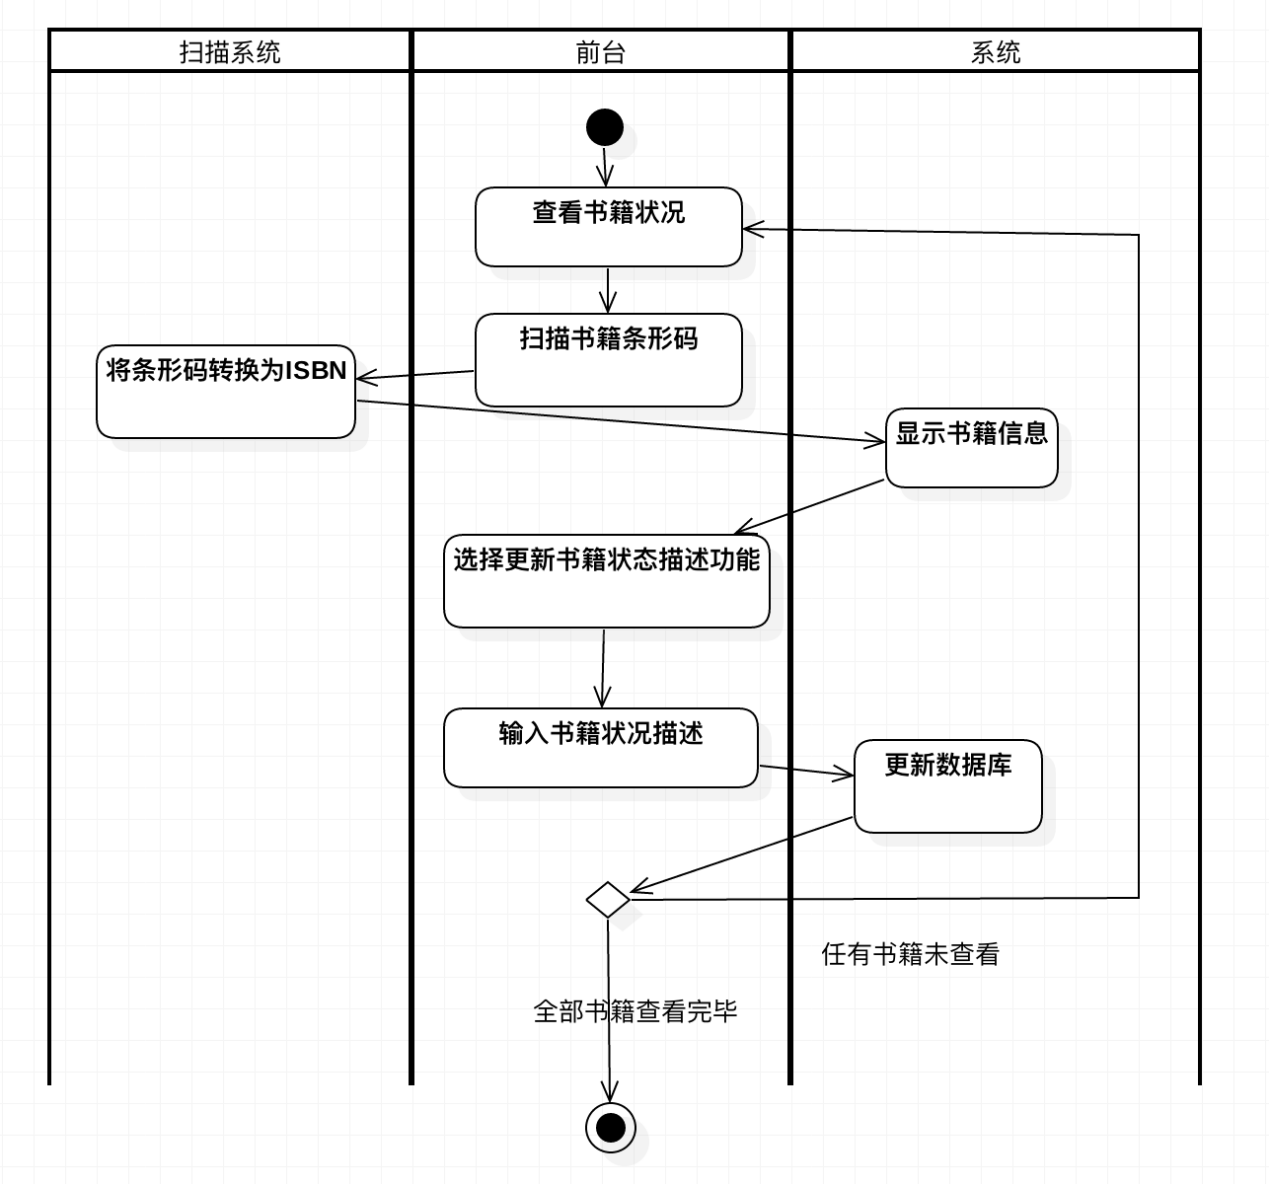 扫描系统
前台
系统
查看书籍状况
扫描书籍条形码
将条形码转换为ISBN
显示书籍信息
选择更新书籍状态描述功能
输入书籍状况描述
更新数据库
任有书籍未查看
全部书籍查看完毕